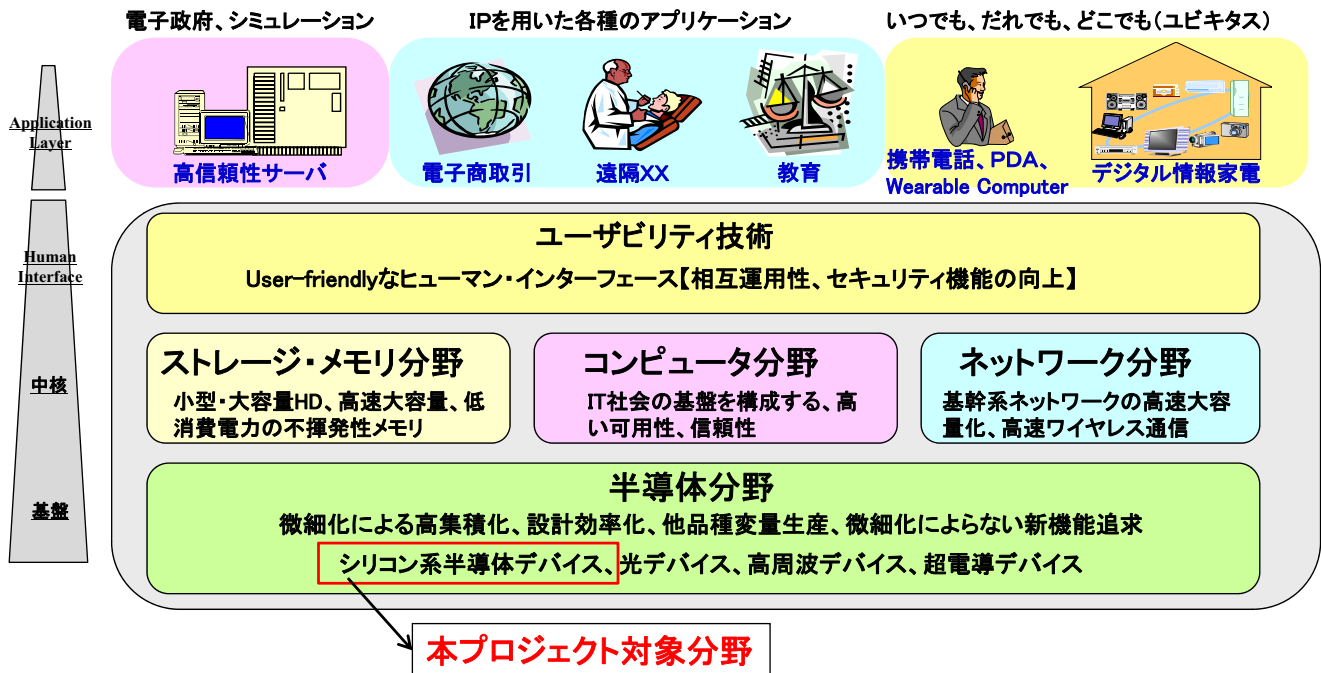 電子政府、シミュレーション
IPを用いた各種のアプリケーション
いつでも、だれでも、どこでも(ユビキタス)
Application
Layer
高信頼性サーバ
電子商取引
遠隔XX
教育
携帯電話、PDA、
Wearable Computer
デジタル情報家電
Human
Interface
ユーザビリティ技術
User-friendlyなヒューマン・インターフェース【相互運用性、セキュリティ機能の向上】
中核
ストレージ・メモリ分野
小型・大容量HD、高速大容量、低
消費電力の不揮発性メモリ
コンピュータ分野
IT社会の基盤を構成する、高
い可用性、信頼性
ネットワーク分野
基幹系ネットワークの高速大容
量化、高速ワイヤレス通信
基盤
半導体分野
微細化による高集積化、設計効率化、他品種変量生産、微細化によらない新機能追求
シリコン系半導体デバイス、光デバイス、高周波デバイス、超電導デバイス
本プロジェクト対象分野